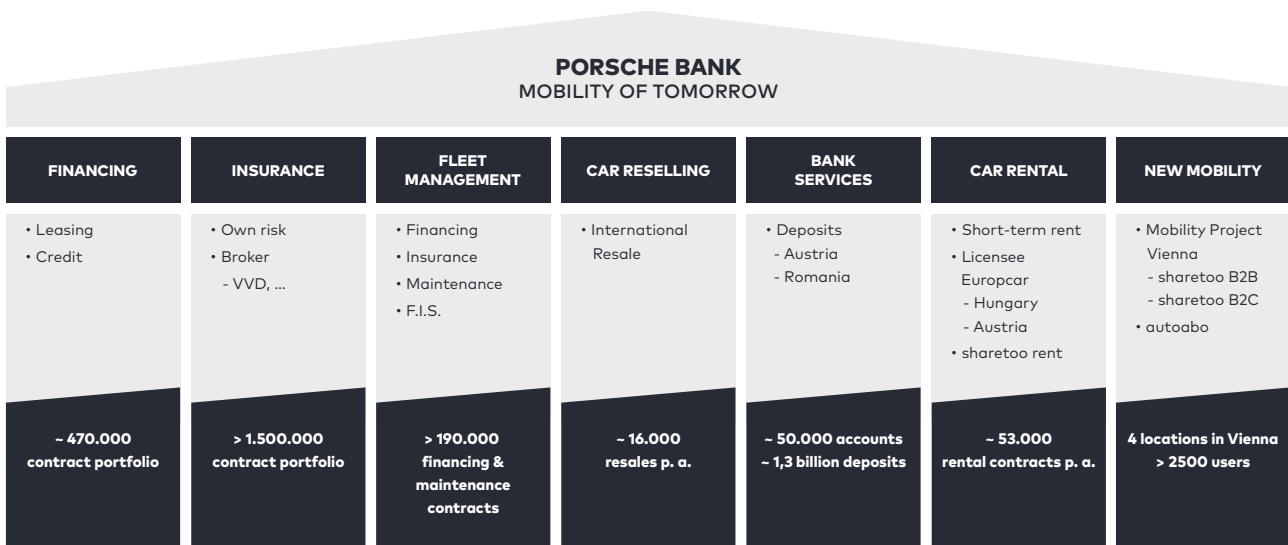 PORSCHE BANK
MOBILITY OF TOMORROW
FINANCING
• Leasing
• Credit
~ 470.000
contract portfolio
INSURANCE
• Own risk
• Broker
- VVD, ...
> 1.500.000
contract portfolio
FLEET
MANAGEMENT
• Financing
• Insurance
• Maintenance
• F.I.S.
> 190.000
financing &
maintenance
contracts
CAR RESELLING
• International
Resale
~ 16.000
resales p. a.
BANK
SERVICES
• Deposits
- Austria
- Romania
~ 50.000 accounts
~ 1,3 billion deposits
CAR RENTAL
• Short-term rent
• Licensee
Europcar
- Hungary
- Austria
• sharetoo rent
~ 53.000
rental contracts p. a.
NEW MOBILITY
• Mobility Project
Vienna
- sharetoo B2B
- sharetoo B2C
• autoabo
4 locations in Vienna
> 2500 users